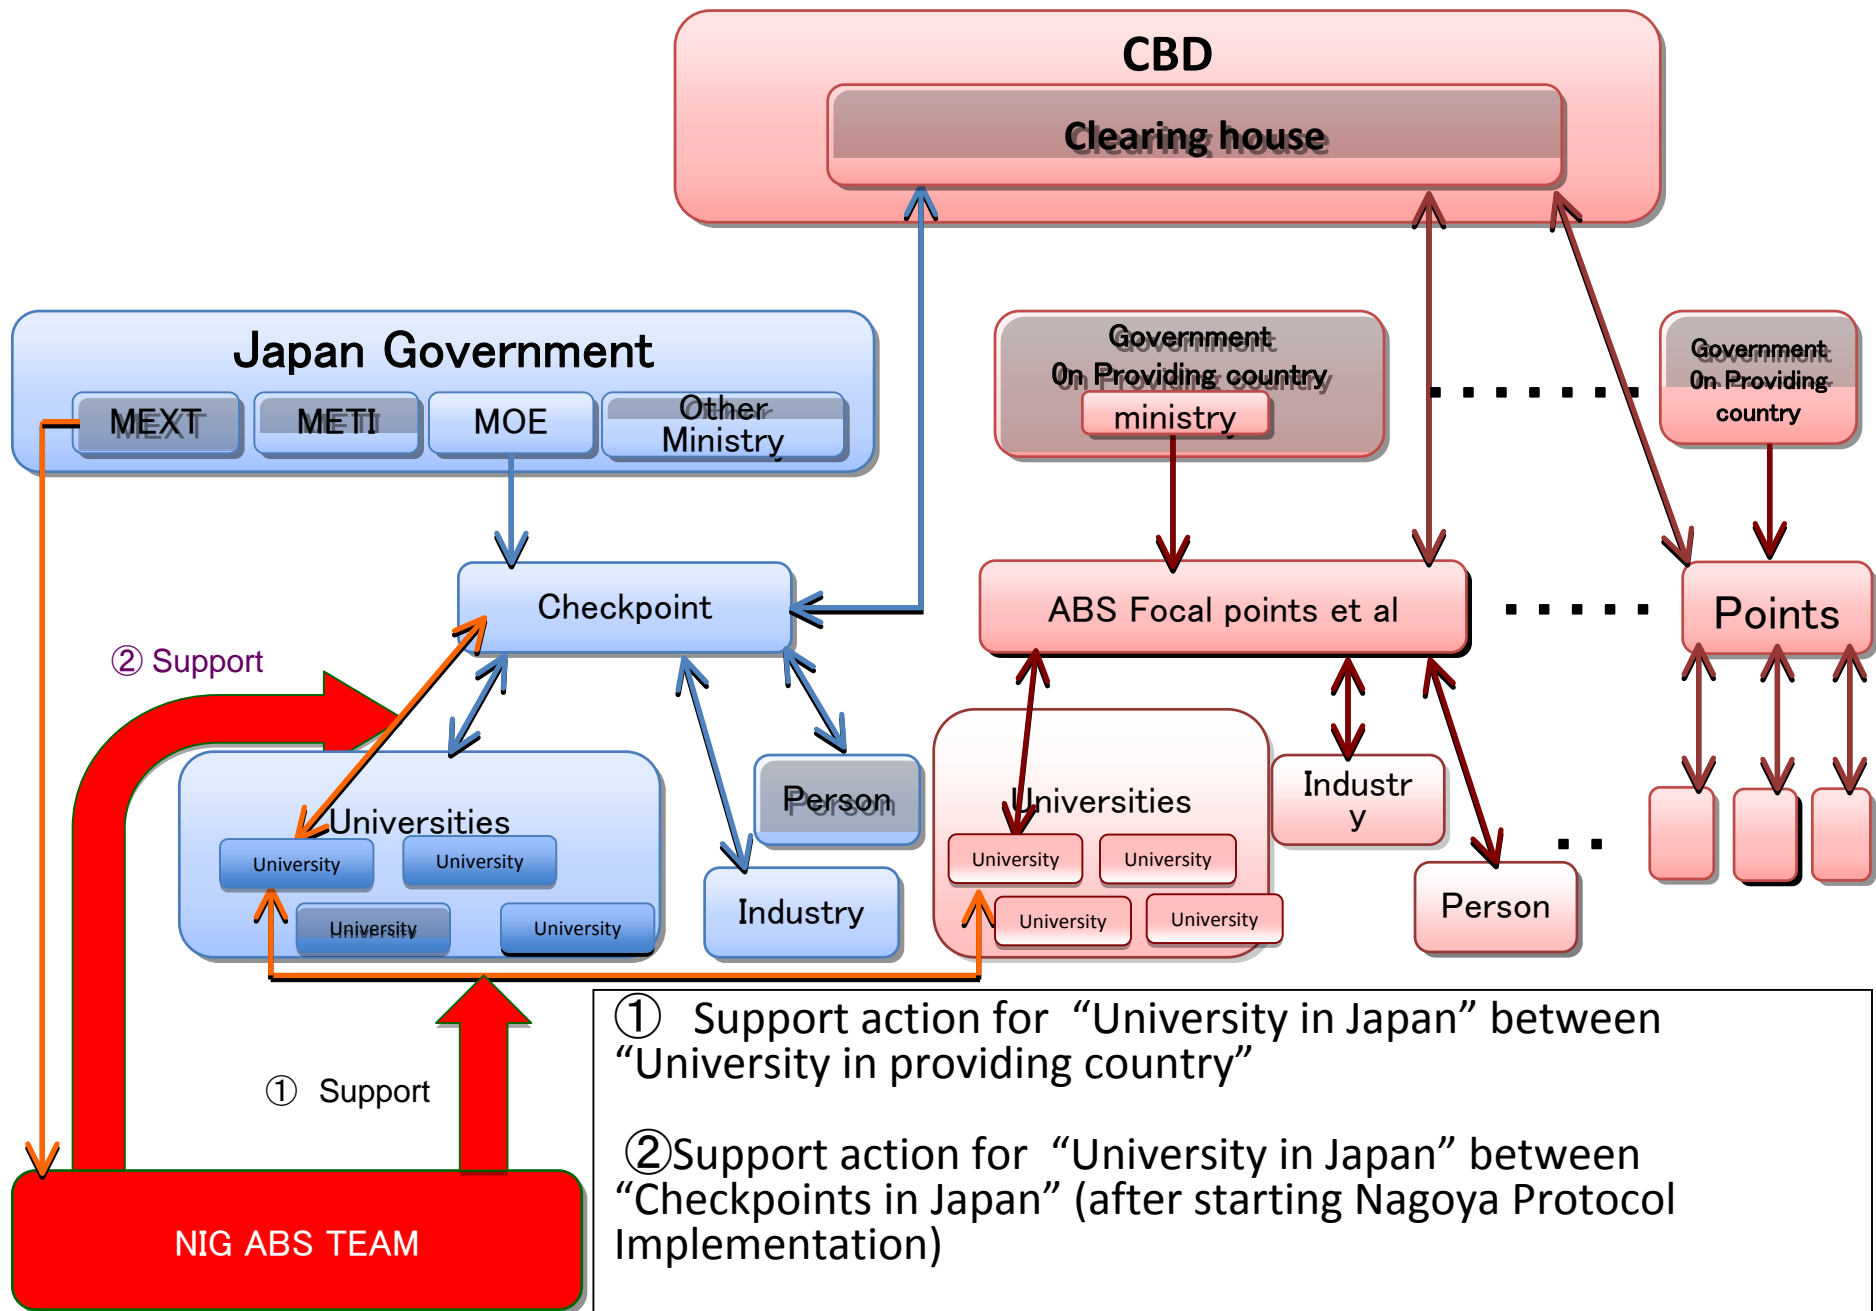 CBD
Clearing house
Japan Government
MEXT
METI
MOE
Other
Ministry
Government
0n Providing country
ministry
Government
0n Providing
country
Checkpoint
ABS Focal points et al
Points
② Support
Universities
University
University
University
University
Person
Industry
Universities
University
University
University
University
Industr
y
Person
① Support
NIG ABS TEAM
① Support action for “University in Japan” between
“University in providing country”
②Support action for “University in Japan” between
“Checkpoints in Japan” (after starting Nagoya Protocol
Implementation)